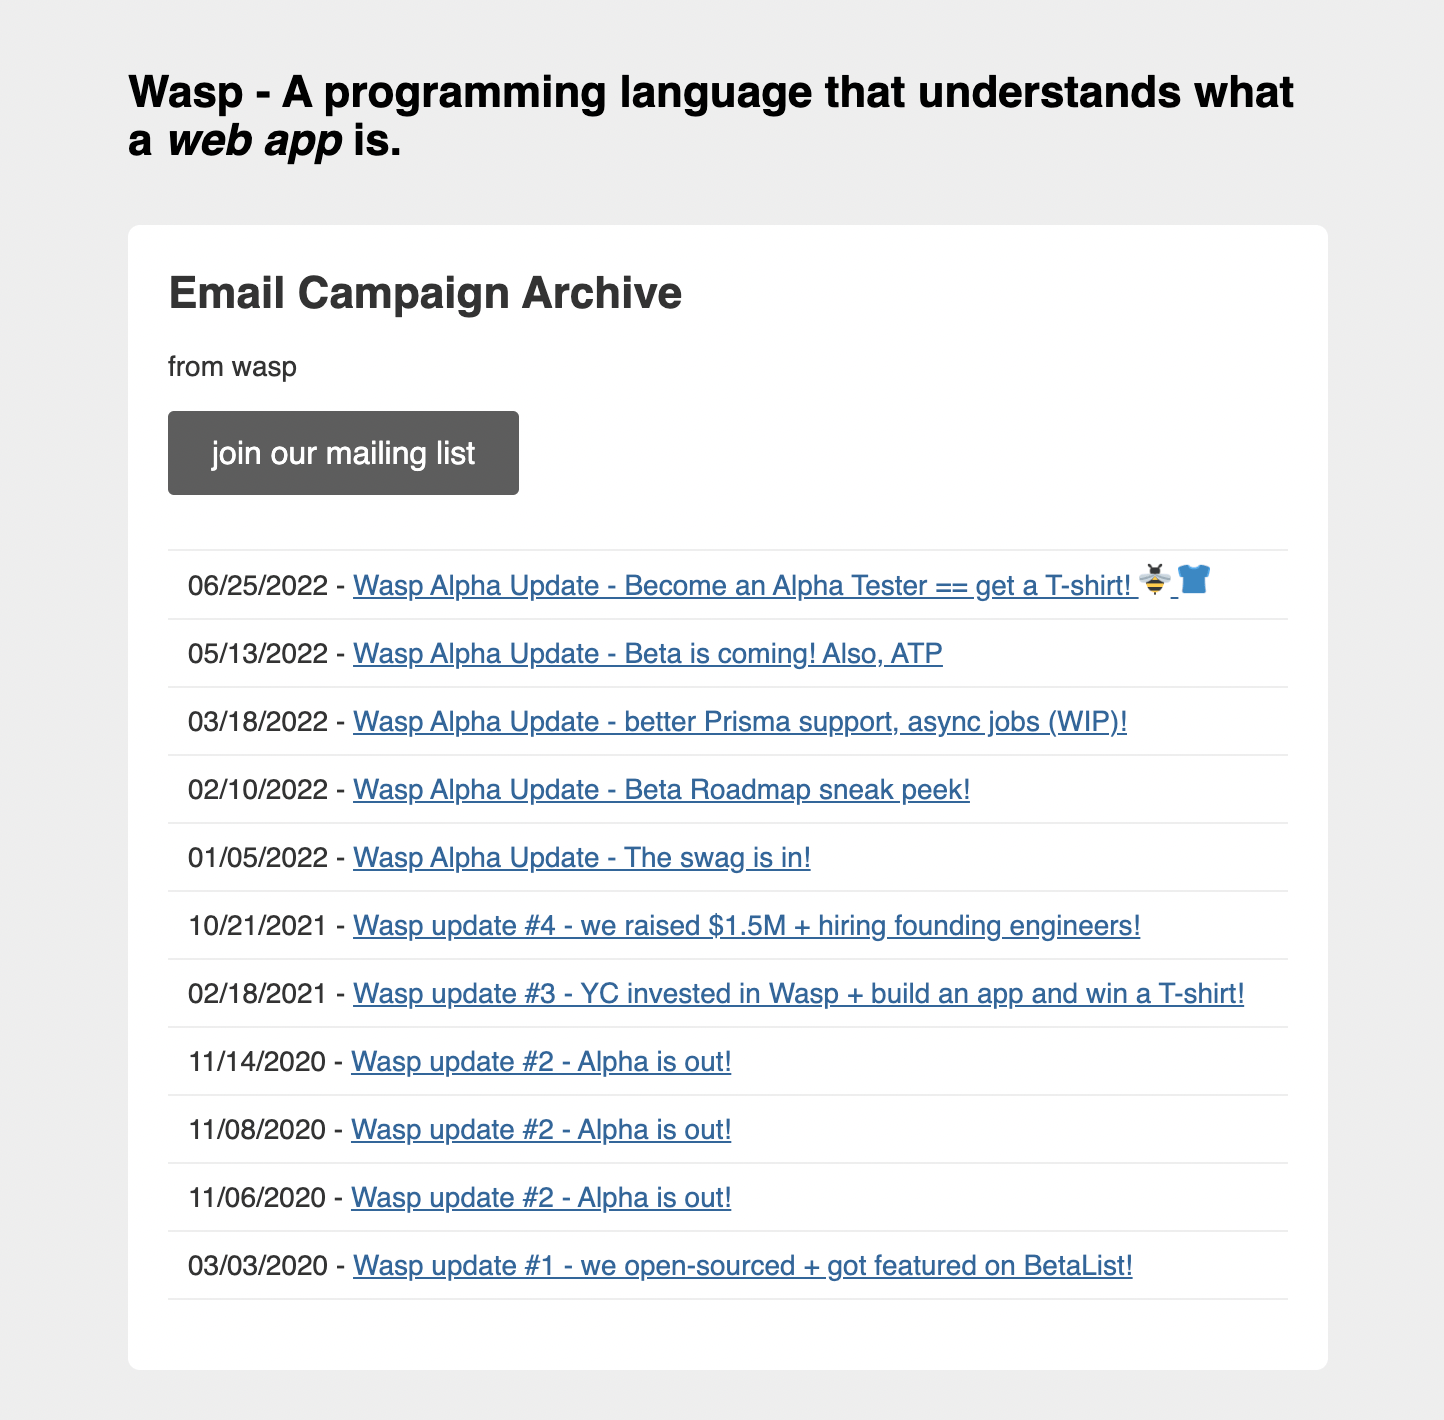 Wasp - A programming language that understands what
a web app is.
Email Campaign Archive
from wasp
join our mailing list
06/25/2022 - Wasp Alpha Update - Become an Alpha Tester == get a T-shirt! 🐝 👕
05/13/2022 - Wasp Alpha Update - Beta is coming! Also, ATP
03/18/2022 - Wasp Alpha Update - better Prisma support, async jobs (WIP)!
02/10/2022 - Wasp Alpha Update - Beta Roadmap sneak peek!
01/05/2022 - Wasp Alpha Update - The swag is in!
10/21/2021 - Wasp update #4 - we raised $1.5M + hiring founding engineers!
02/18/2021 - Wasp update #3 - YC invested in Wasp + build an app and win a T-shirt!
11/14/2020 - Wasp update #2 - Alpha is out!
11/08/2020 - Wasp update #2 - Alpha is out!
11/06/2020 - Wasp update #2 - Alpha is out!
03/03/2020 - Wasp update #1 - we open-sourced + got featured on BetaList!